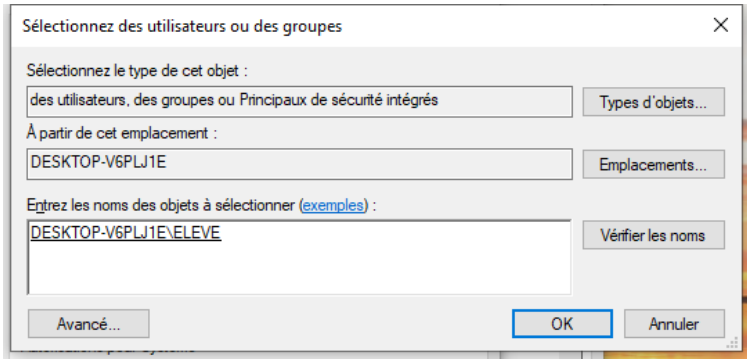 Sélectionnez des utilisateurs ou des groupes
Sélectionnez le type de cet objet :
des utilisateurs, des groupes ou Principaux de sécurité intégrés
Types d'objets...
À partir de cet emplacement :
DESKTOP-V6PLJ1E
Emplacements...
Entrez les noms des objets à sélectionner (exemples) :
DESKTOP-V6PLJ1E\ELEVE
Vérifier les noms
Avancé...
OK
Annuler